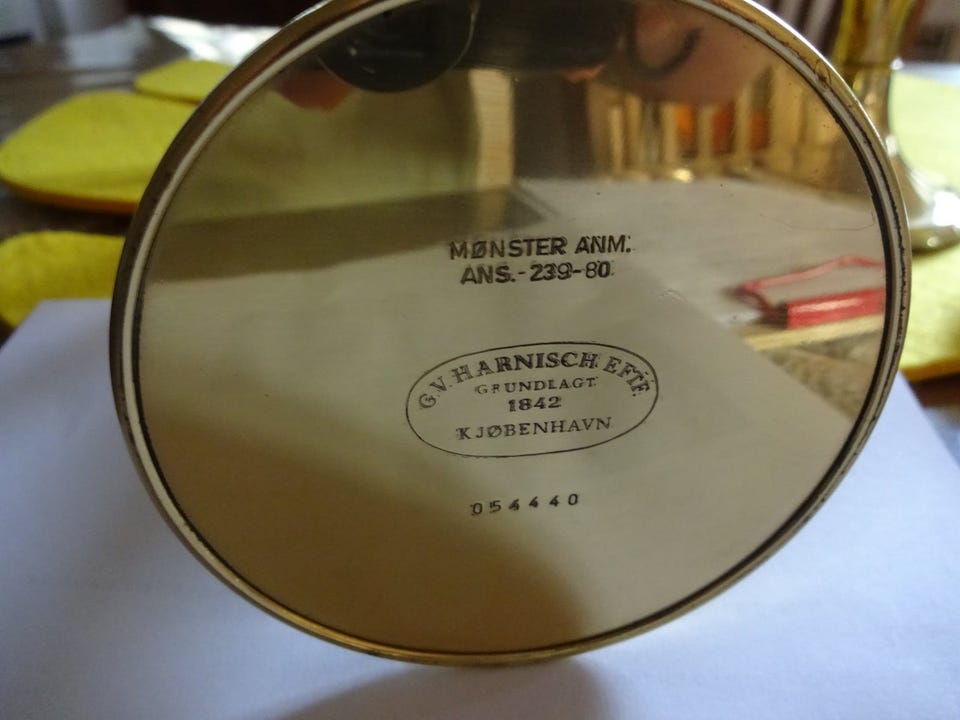 MØNSTER ANM.
ANS.-239-80
G.V. HARNISCH EFTF.
GRUNDLAGT
1842
KJØBENHAVN
054440